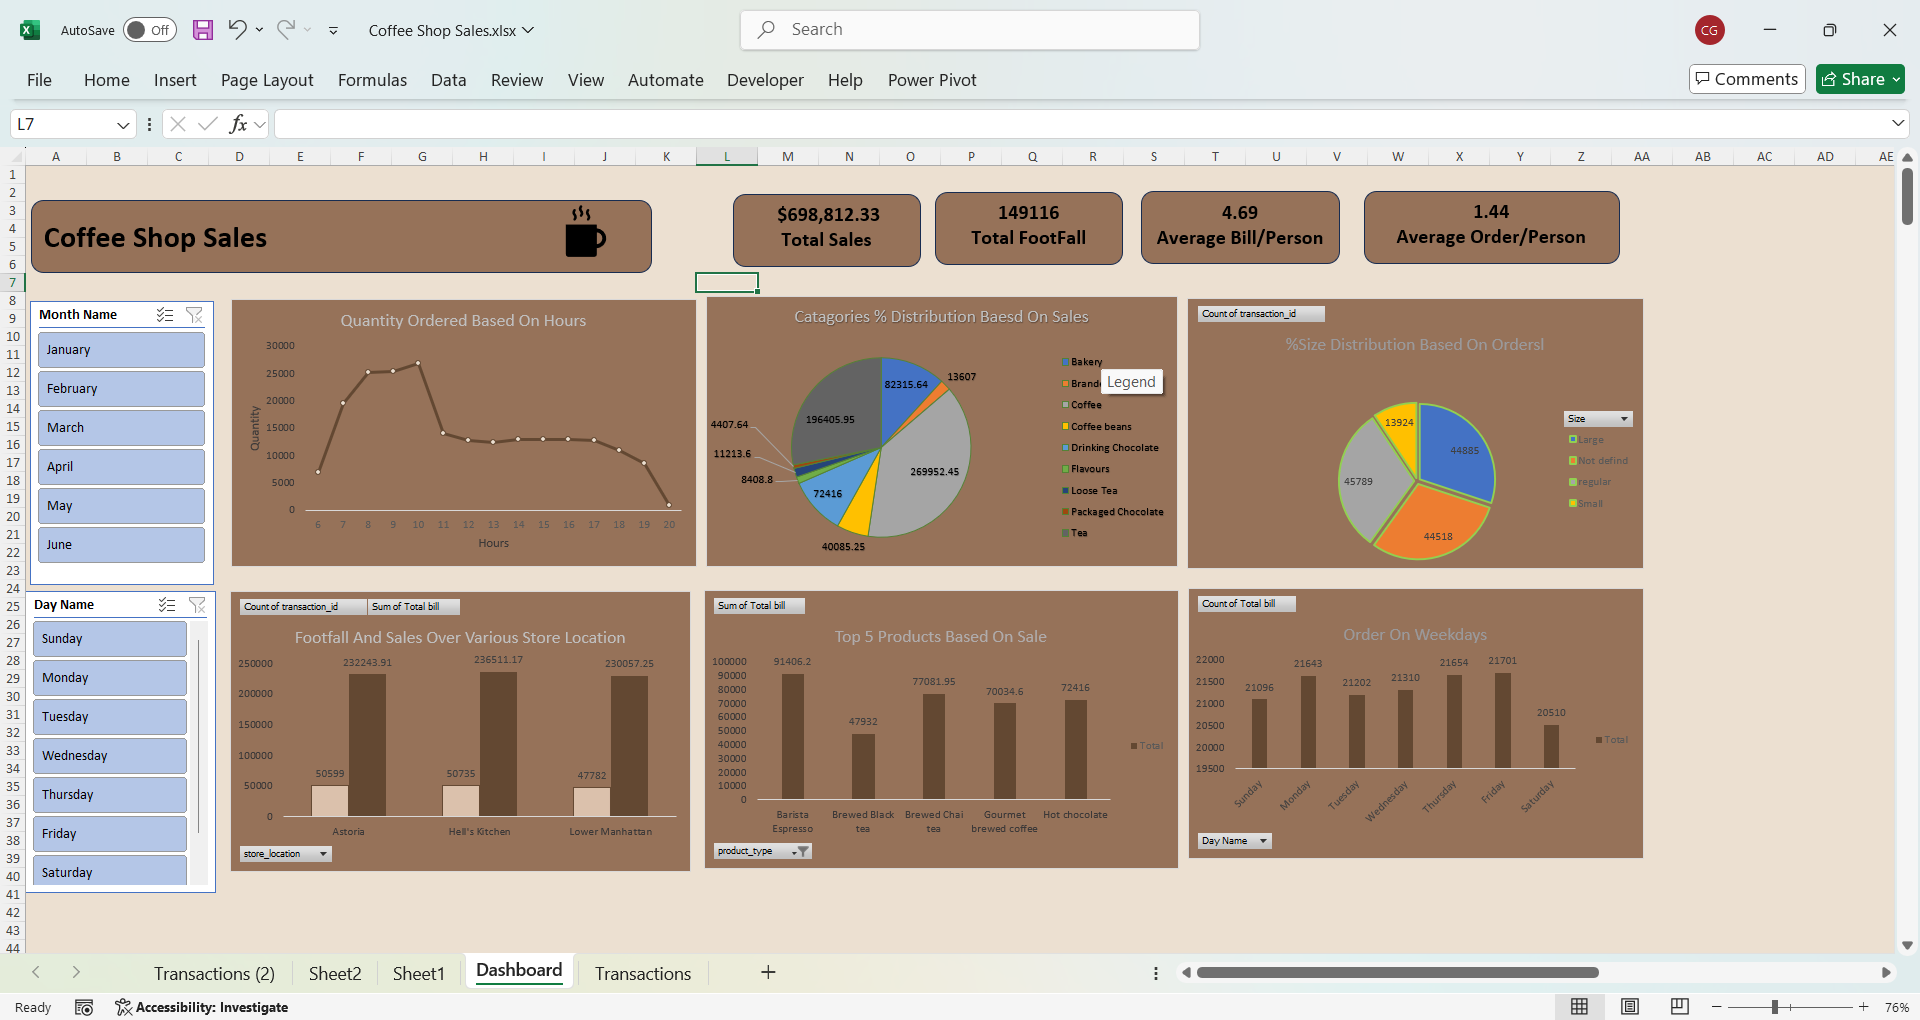 AutoSave
Off
Coffee Shop Sales.xlsx
Search
CG
File Home Insert Page Layout Formulas Data Review View Automate Developer Help Power Pivot
Comments
Share
L7
fx
A B C D E F G H I J K L M N O P Q R S T U V W X Y Z AA AB AC AD AE
1
2
3
4
5
6
7
8
9
10
11
12
13
14
15
16
17
18
19
20
21
22
23
24
25
26
27
28
29
30
31
32
33
34
35
36
37
38
39
40
41
42
43
44
Coffee Shop Sales
$698,812.33
Total Sales
149116
Total FootFall
4.69
Average Bill/Person
1.44
Average Order/Person
Month Name
January
February
March
April
May
June
Quantity Ordered Based On Hours
30000
25000
20000
15000
10000
5000
0
Quantity
6 7 8 9 10 11 12 13 14 15 16 17 18 19 20
Hours
Catagories % Distribution Baesd On Sales
82315.64
13607
269952.45
40085.25
72416
8408.8
11213.6
4407.64
196405.95
Bakery
Brande
Legend
Coffee
Coffee beans
Drinking Chocolate
Flavours
Loose Tea
Packaged Chocolate
Tea
Count of transaction_id
%Size Distribution Based On Ordersl
13924
44885
45789
44518
Size
Large
Not defind
regular
Small
Day Name
Sunday
Monday
Tuesday
Wednesday
Thursday
Friday
Saturday
Count of transaction_id
Sum of Total bill
Footfall And Sales Over Various Store Location
250000
200000
150000
100000
50000
0
232243.91
236511.17
230057.25
50599
50735
47782
Astoria
Hell's Kitchen
Lower Manhattan
store_location
Sum of Total bill
Top 5 Products Based On Sale
100000
90000
80000
70000
60000
50000
40000
30000
20000
10000
0
91406.2
47932
77081.95
70034.6
72416
Barista
Espresso
Brewed Black
tea
Brewed Chai
tea
Gourmet
brewed coffee
Hot chocolate
Total
product_type
Count of Total bill
Order On Weekdays
22000
21500
21000
20500
20000
19500
21096
21643
21202
21310
21654
21701
20510
Sunday
Monday
Tuesday
Wednesday
Thursday
Friday
Saturday
Total
Day Name
Transactions (2) Sheet2 Sheet1 Dashboard Transactions
Ready
Accessibility: Investigate
76%